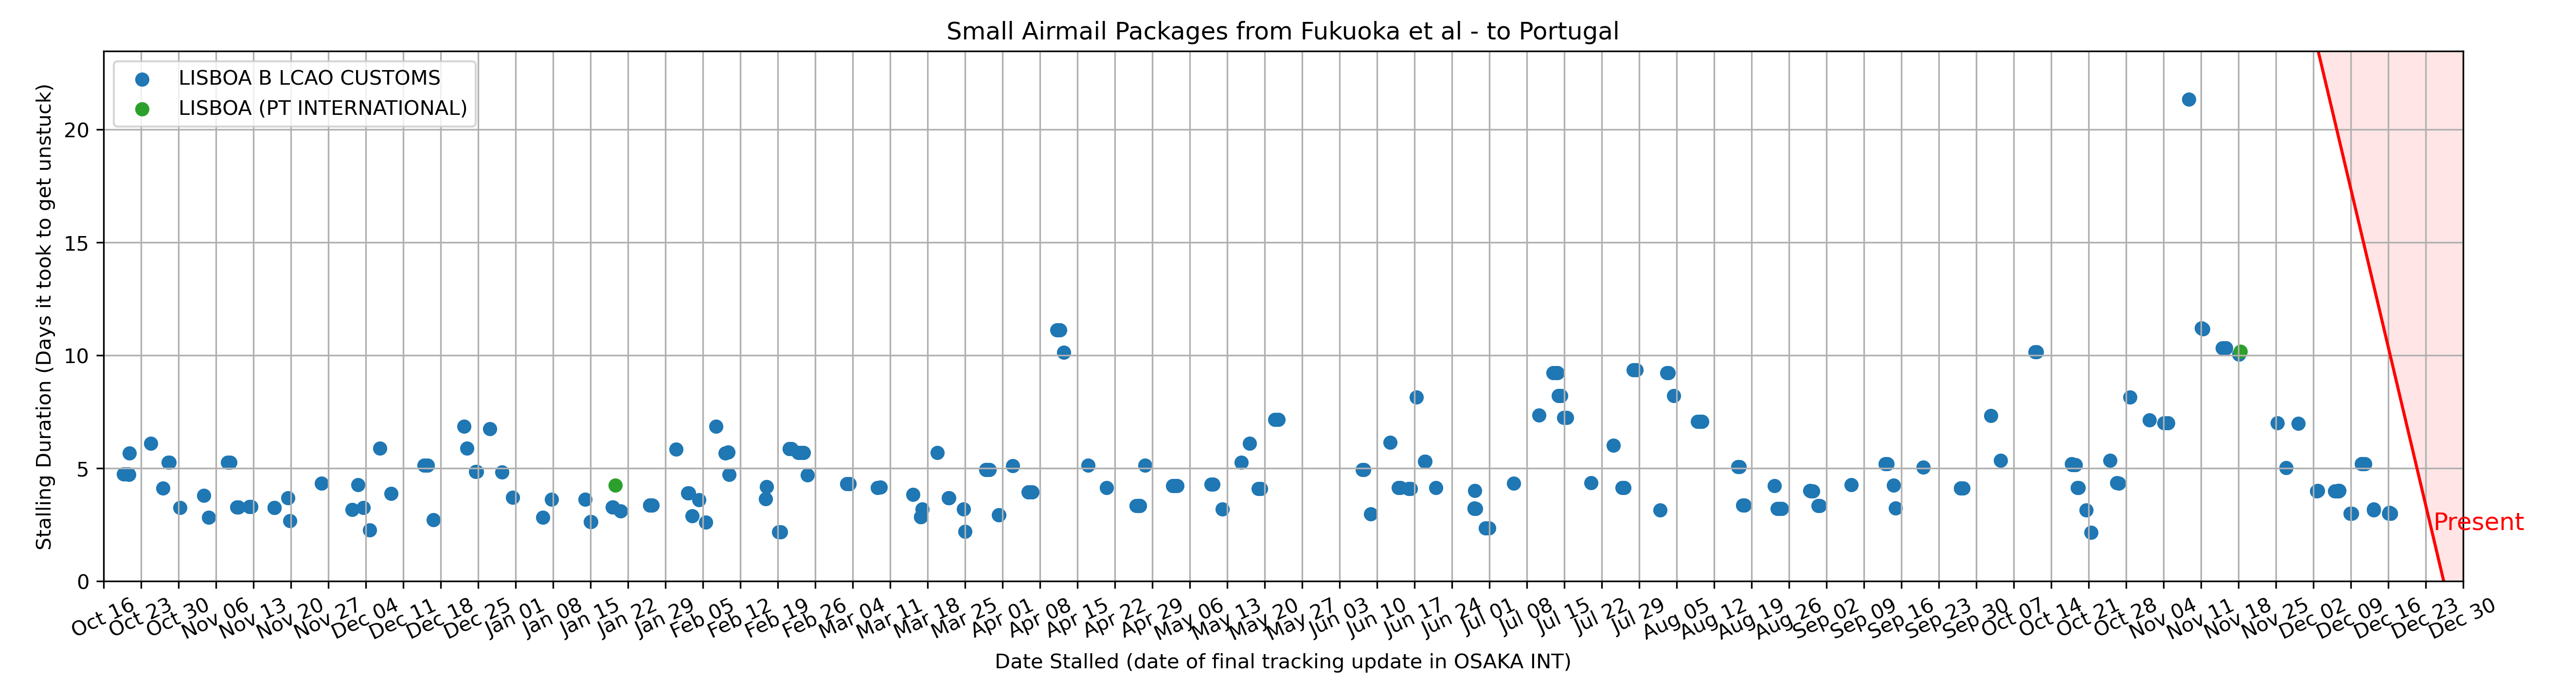 Small Airmail Packages from Fukuoka et al - to Portugal
LISBOA B LCAO CUSTOMS
LISBOA (PT INTERNATIONAL)
Stalling Duration (Days it took to get unstuck)
20
15
10
5
0
Present
Oct 16 Oct 23 Oct 30 Nov 06 Nov 13 Nov 20 Nov 27 Dec 04 Dec 11 Dec 18 Dec 25 Jan 01 Jan 08 Jan 15 Jan 22 Jan 29 Feb 05 Feb 12 Feb 19 Feb 26 Mar 04 Mar 11 Mar 18 Mar 25 Apr 01 Apr 08 Apr 15 Apr 22 Apr 29 May 06 May 13 May 20 May 27 Jun 03 Jun 10 Jun 17 Jun 24 Jul 01 Jul 08 Jul 15 Jul 22 Jul 29 Aug 05 Aug 12 Aug 19 Aug 26 Sep 02 Sep 09 Sep 16 Sep 23 Sep 30 Oct 07 Oct 14 Oct 21 Oct 28 Nov 04 Nov 11 Nov 18 Nov 25 Dec 02 Dec 09 Dec 16 Dec 23 Dec 30
Date Stalled (date of final tracking update in OSAKA INT)